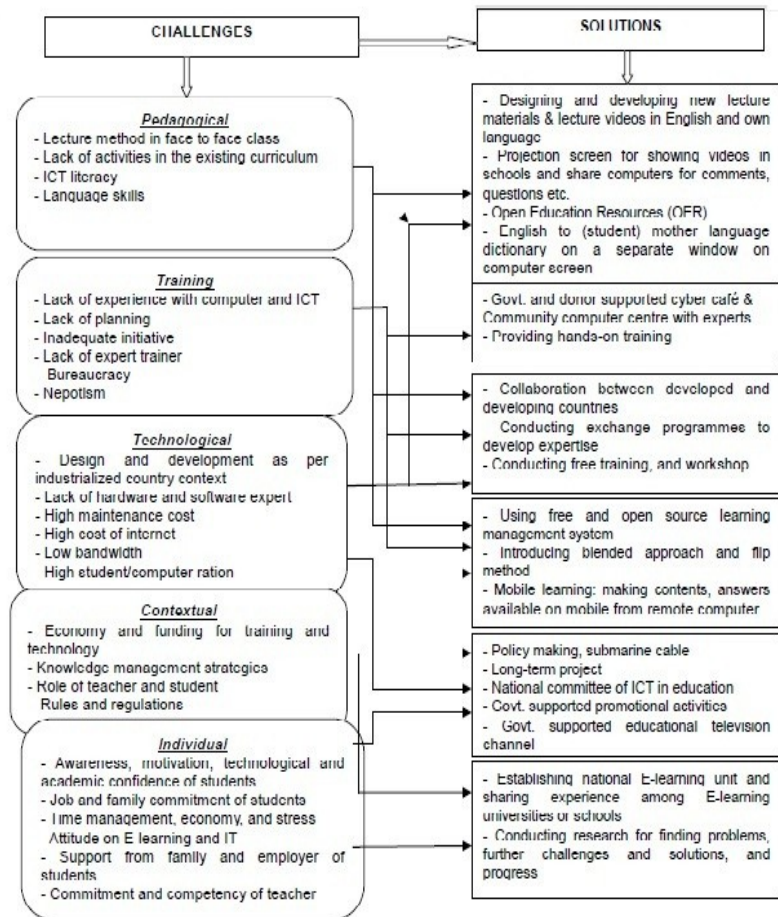 CHALLENGES
Pedagogical
- Lecture method in face to face class
- Lack of activities in the existing curriculum
- ICT literacy
- Language skills
Training
- Lack of experience with computer and ICT
- Lack of planning
- Inadequate initiative
- Lack of expert trainer
Bureaucracy
- Nepotism
Technological
- Design and development as per
industrialized country context
- Lack of hardware and software expert
- High maintenance cost
- High cost of internet
- Low bandwidth
High student/computer ration
Contextual
- Economy and funding for training and
technology
- Knowledge management strategies
- Role of teacher and student
Rules and regulations
Individual
- Awareness, motivation, technological and
academic confidence of students
- Job and family commitment of students
- Time management, economy, and stress
Attitude on E learning and IT
- Support from family and employer of
students
- Commitment and competency of teacher
SOLUTIONS
- Designing and developing new lecture
materials & lecture videos in English and own
language
- Projection screen for showing videos in
schools and share computers for comments,
questions etc.
- Open Education Resources (OER)
- English to (student) mother language
dictionary on a separate window on
computer screen
- Govt. and donor supported cyber café &
Community computer centre with experts
- Providing hands-on training
- Collaboration between developed and
developing countries
Conducting exchange programmes to
develop expertise
- Conducting free training, and workshop
- Using free and open source learning
management system
- Introducing blended approach and flip
method
- Mobile learning: making contents, answers
available on mobile from remote computer
- Policy making, submarine cable
- Long-term project
- National committee of ICT in education
- Govt. supported promotional activities
- Govt. supported educational television
channel
- Establishing national E-learning unit and
sharing experience among E-learning
universities or schools
- Conducting research for finding problems,
further challenges and solutions, and
progress